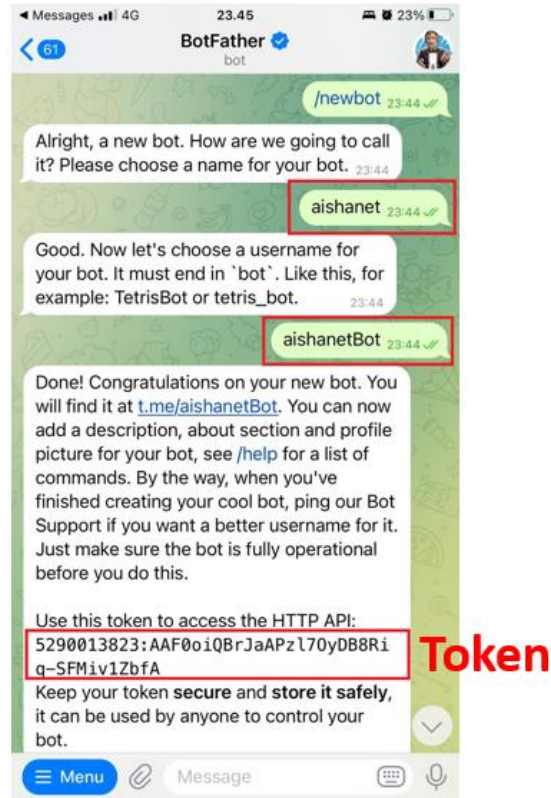 Messages 4G 23.45 23%
61 BotFather
bot
/newbot 23:44
Alright, a new bot. How are we going to call
it? Please choose a name for your bot. 23:44
aishanet 23:44
Good. Now let's choose a username for
your bot. It must end in `bot`. Like this, for
example: TetrisBot or tetris_bot. 23:44
aishanetBot 23:44
Done! Congratulations on your new bot. You
will find it at t.me/aishanetBot. You can now
add a description, about section and profile
picture for your bot, see /help for a list of
commands. By the way, when you've
finished creating your cool bot, ping our Bot
Support if you want a better username for it.
Just make sure the bot is fully operational
before you do this.
Use this token to access the HTTP API:
5290013823:AAF0oiQBrJaAPzl7OyDB8Ri
q-SFMiv1ZbfA
Token
Keep your token secure and store it safely,
it can be used by anyone to control your
bot.
Menu Message